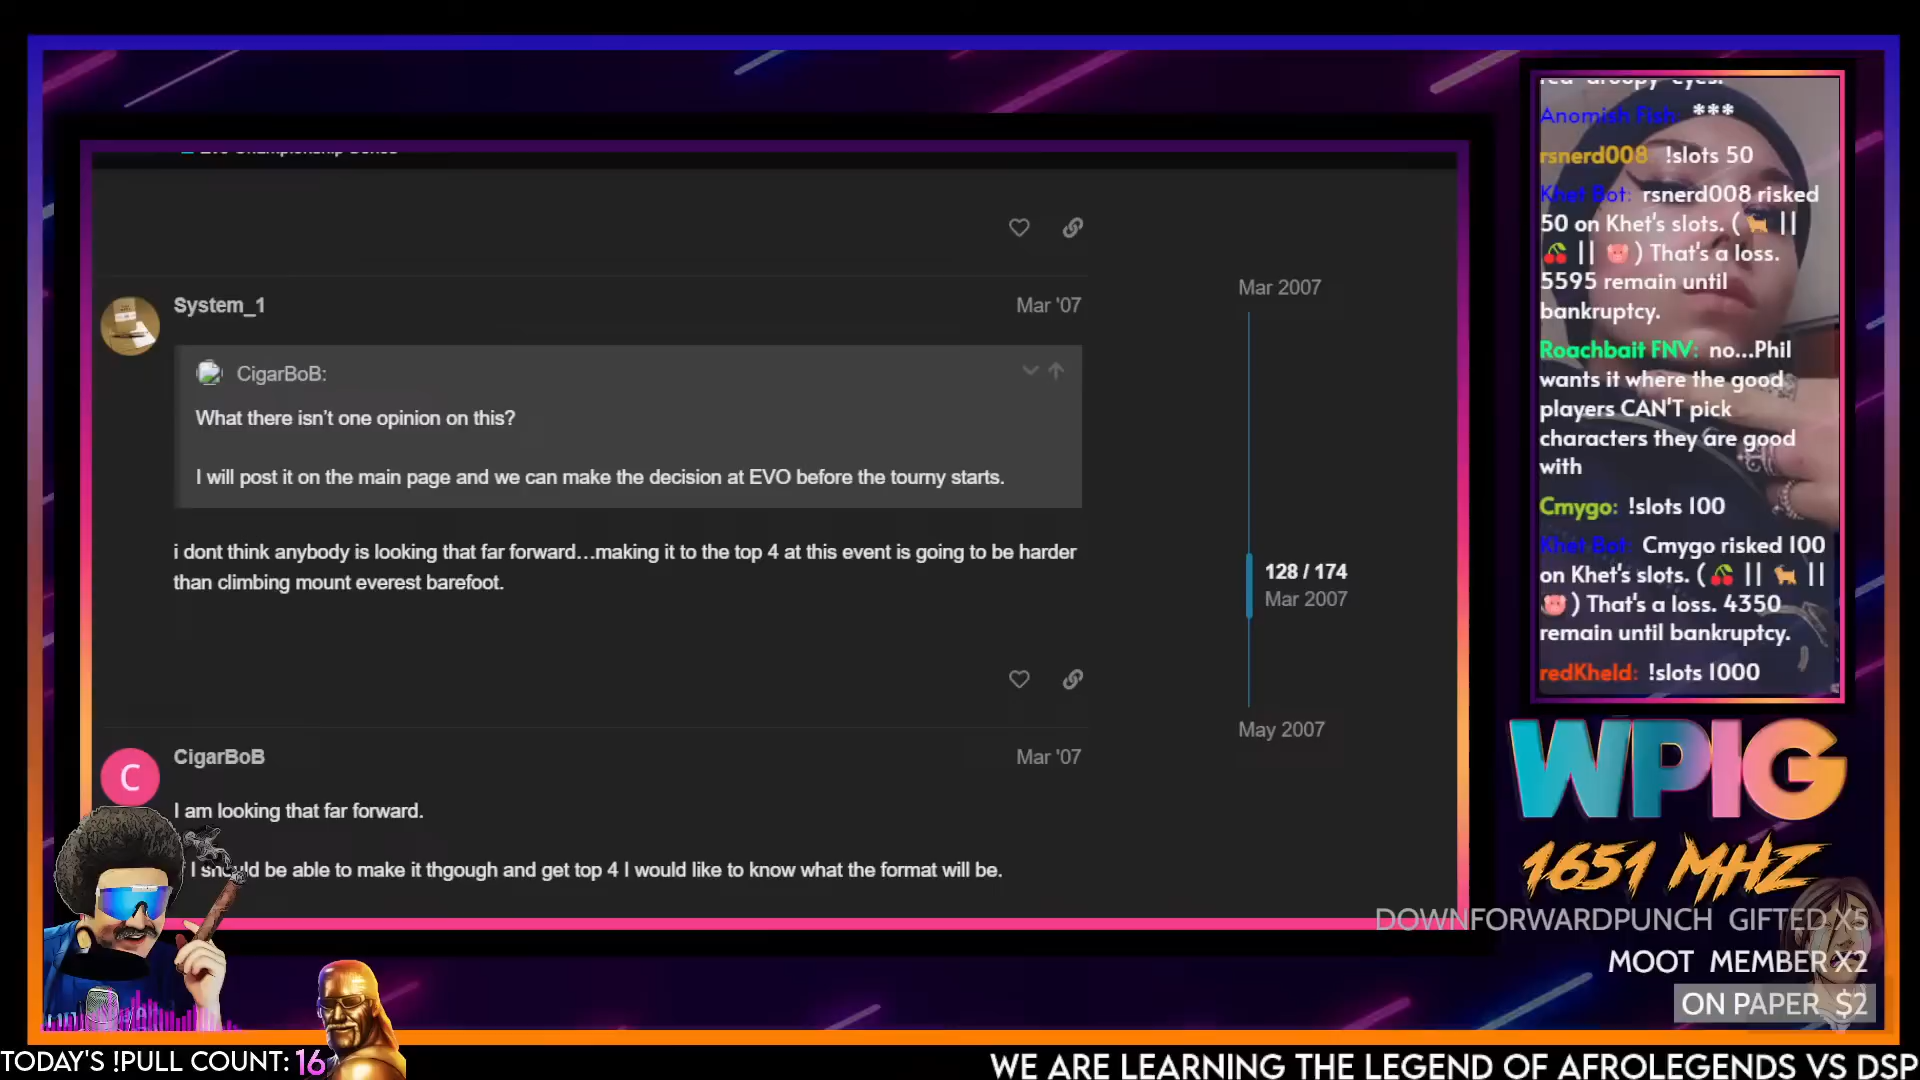 Evo Championship Series
System_1
Mar '07
CigarBoB:
What there isn't one opinion on this?
I will post it on the main page and we can make the decision at EVO before the tourny starts.
i dont think anybody is looking that far forward…making it to the top 4 at this event is going to be harder
than climbing mount everest barefoot.
C
CigarBoB
Mar '07
I am looking that far forward.
I should be able to make it thgough and get top 4 I would like to know what the format will be.
Mar 2007
128 / 174
Mar 2007
May 2007
red-droopy-eyes:
Anomish Fish: ***
rsnerd008 !slots 50
Khet Bot: rsnerd008 risked
50 on Khet's slots. ( || 
|| ) That's a loss.
5595 remain until
bankruptcy.
Roachbait FNV: no...Phil
wants it where the good
players CAN'T pick
characters they are good
with
Cmygo: !slots 100
Khet Bot: Cmygo risked 100
on Khet's slots. ( || ||
) That's a loss. 4350
remain until bankruptcy.
redKheld: !slots 1000
WPIG
1651 MHZ
DOWNFORWARDPUNCH GIFTED X5
MOOT MEMBER X2
ON PAPER $2
TODAY'S !PULL COUNT: 16
WE ARE LEARNING THE LEGEND OF AFROLEGENDS VS DSP